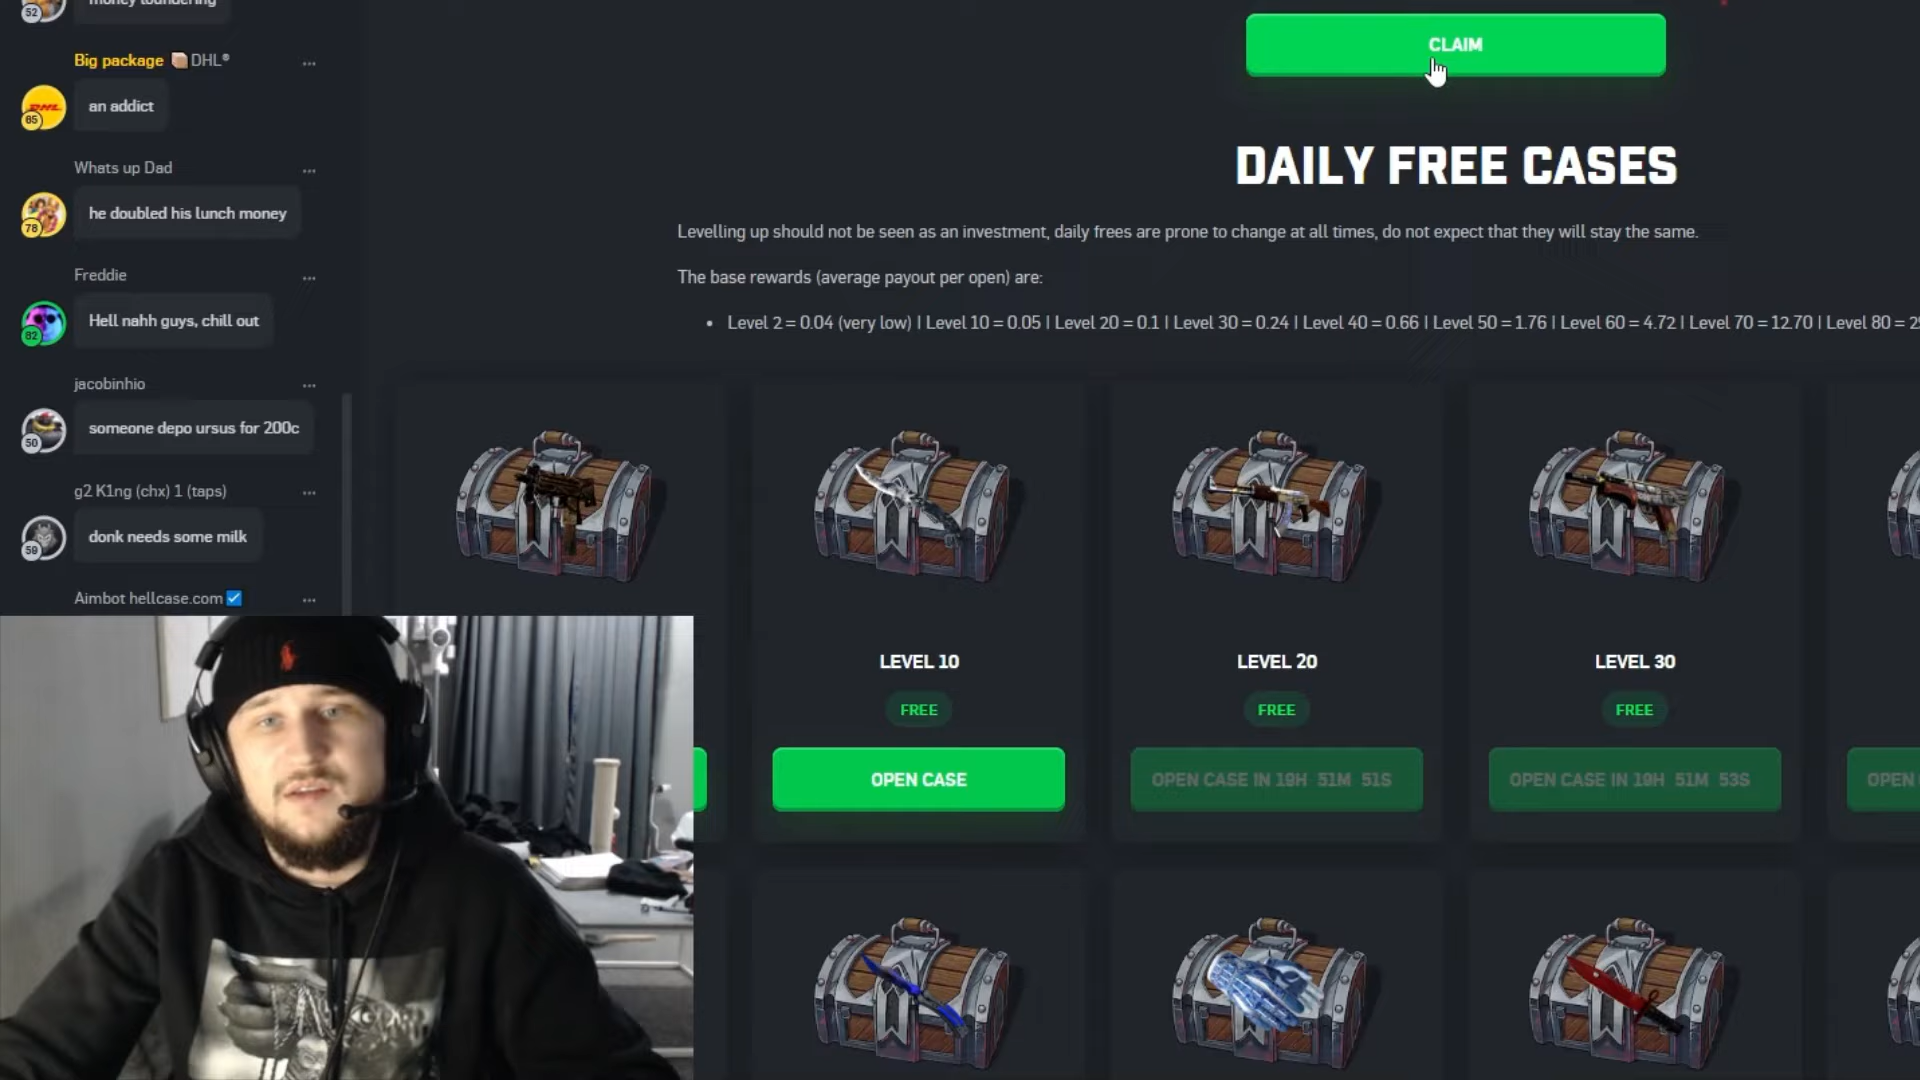 52
Big package DHL®
DHL
65
an addict
Whats up Dad
78
he doubled his lunch money
Freddie
82
Hell nahh guys, chill out
jacobinhio
50
someone depo ursus for 200c
g2 K1ng (chx) 1 (taps)
59
donk needs some milk
Aimbot hellcase.com
CLAIM
DAILY FREE CASES
Levelling up should not be seen as an investment, daily frees are prone to change at all times, do not expect that they will stay the same.
The base rewards (average payout per open) are:
• Level 2 = 0.04 (very low) | Level 10 = 0.05 | Level 20 = 0.1 | Level 30 = 0.24 | Level 40 = 0.66 | Level 50 = 1.76 | Level 60 = 4.72 | Level 70 = 12.70 | Level 80 =
LEVEL 10
FREE
OPEN CASE
LEVEL 20
FREE
OPEN CASE IN 19H 51M 51S
LEVEL 30
FREE
OPEN CASE IN 19H 51M 53S
OPEN